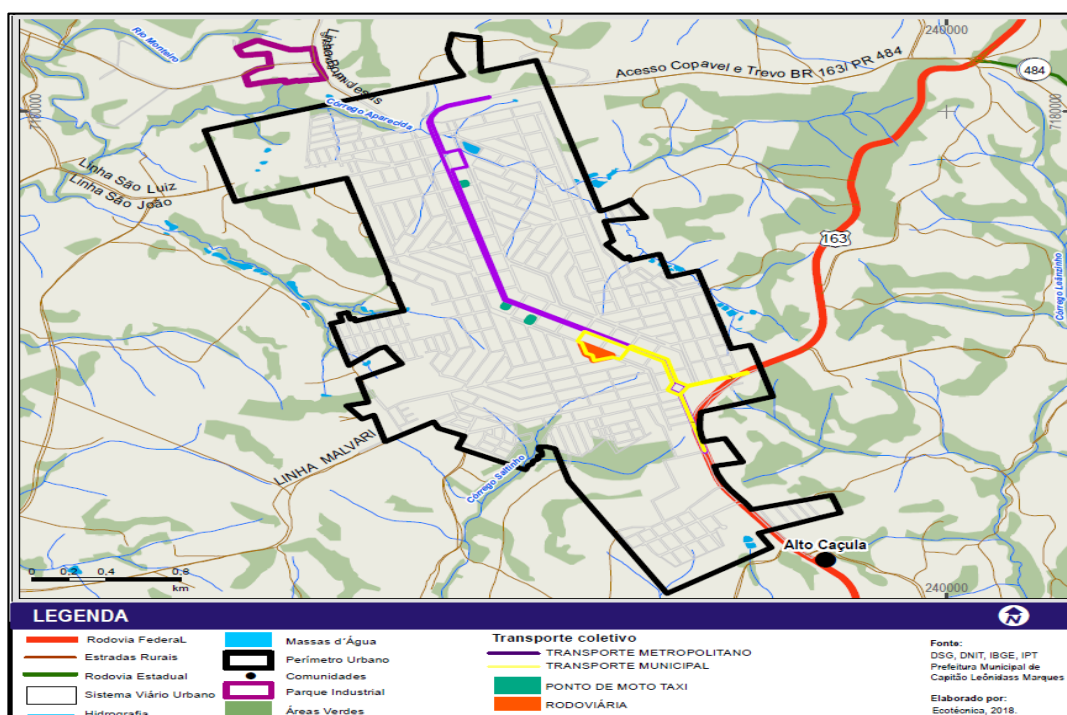 240000
Rio Monteiro
Acesso Copavel e Trevo BR 163/ PR 484
484
7180000
7180000
Córrego Aparecida
Linha São Luiz
Linha São João
163
Córrego Leãnzinho
LINHA MALVARI
Córrego Saltinho
Alto Caçula
0 0.2 0.4 0.8
km
240000
LEGENDA
N
Rodovia FederaL
Estradas Rurais
Rodovia Estadual
Sistema Viário Urbano
Hidrografia
Massas d´Água
Perímetro Urbano
Comunidades
Parque Industrial
Áreas Verdes
Transporte coletivo
TRANSPORTE METROPOLITANO
TRANSPORTE MUNICIPAL
PONTO DE MOTO TAXI
RODOVIÁRIA
Fonte:
DSG, DNIT, IBGE, IPT
Prefeitura Municipal de
Capitão Leônidass Marques
Elaborado por:
Ecotécnica, 2018.